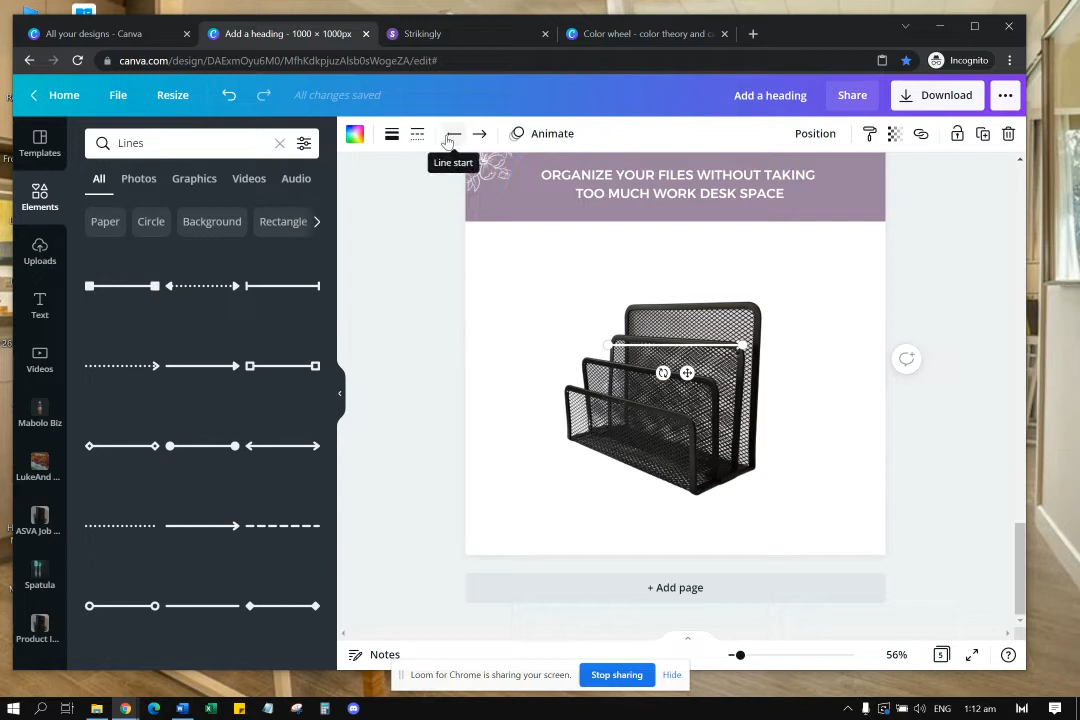 All your designs - Canva
Add a heading - 1000 × 1000px
Strikingly
Color wheel - color theory and c
canva.com/design/DAExmOyu6M0/MfhKdkpjuzAlsb0sWogeZA/edit#
Incognito
Home
File
Resize
All changes saved
Add a heading
Share
Download
Templates
Elements
Uploads
Text
Videos
Mabolo Biz
LukeAnd ...
ASVA Job ...
Spatula
Product I...
Lines
All
Photos
Graphics
Videos
Audio
Paper
Circle
Background
Rectangle
Animate
Position
Line start
ORGANIZE YOUR FILES WITHOUT TAKING
TOO MUCH WORK DESK SPACE
+ Add page
Notes
56%
5
Loom for Chrome is sharing your screen.
Stop sharing
Hide
ENG
1:12 am